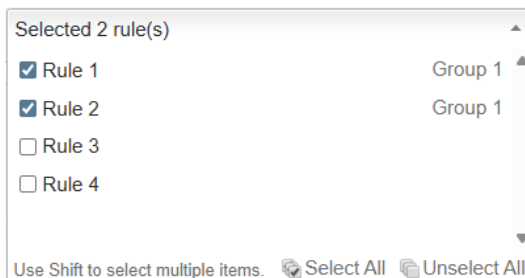 Selected 2 rule(s)
Rule 1 Group 1
Rule 2 Group 1
Rule 3
Rule 4
Use Shift to select multiple items. Select All Unselect All